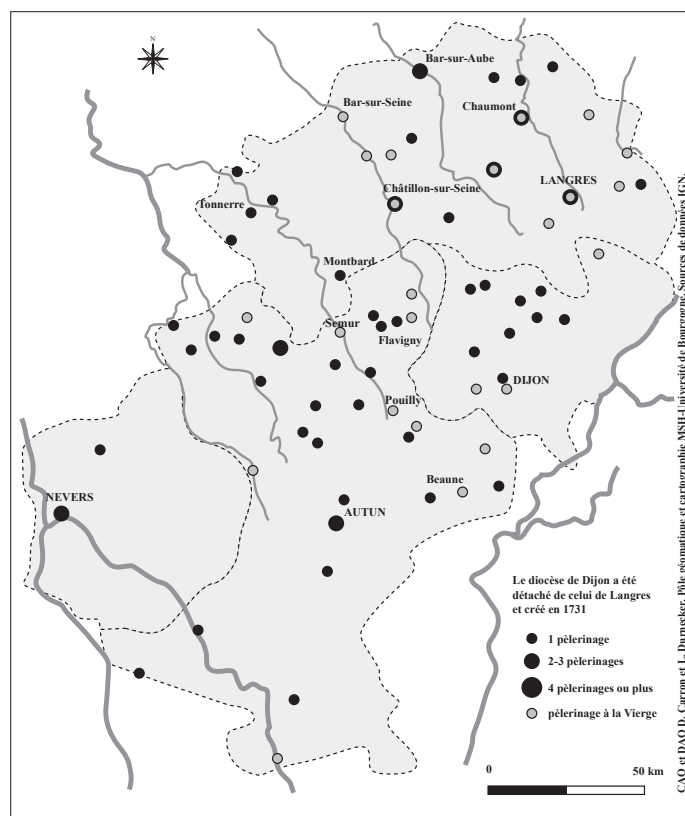 N
Bar-sur-Aube
Bar-sur-Seine
Chaumont
Châtillon-sur-Seine
LANGRES
Tonnerre
Montbard
Semur
Flavigny
DIJON
Pouilly
Beaune
NEVERS
AUTUN
Le diocèse de Dijon a été
détaché de celui de Langres
et créé en 1731
1 pèlerinage
2-3 pèlerinages
4 pèlerinages ou plus
pèlerinage à la Vierge
0
50 km
CAO et DAO D. Carron et L. Durnecker. Pôle géomatique et cartographie MSH-Université de Bourgogne. Sources de données IGN.